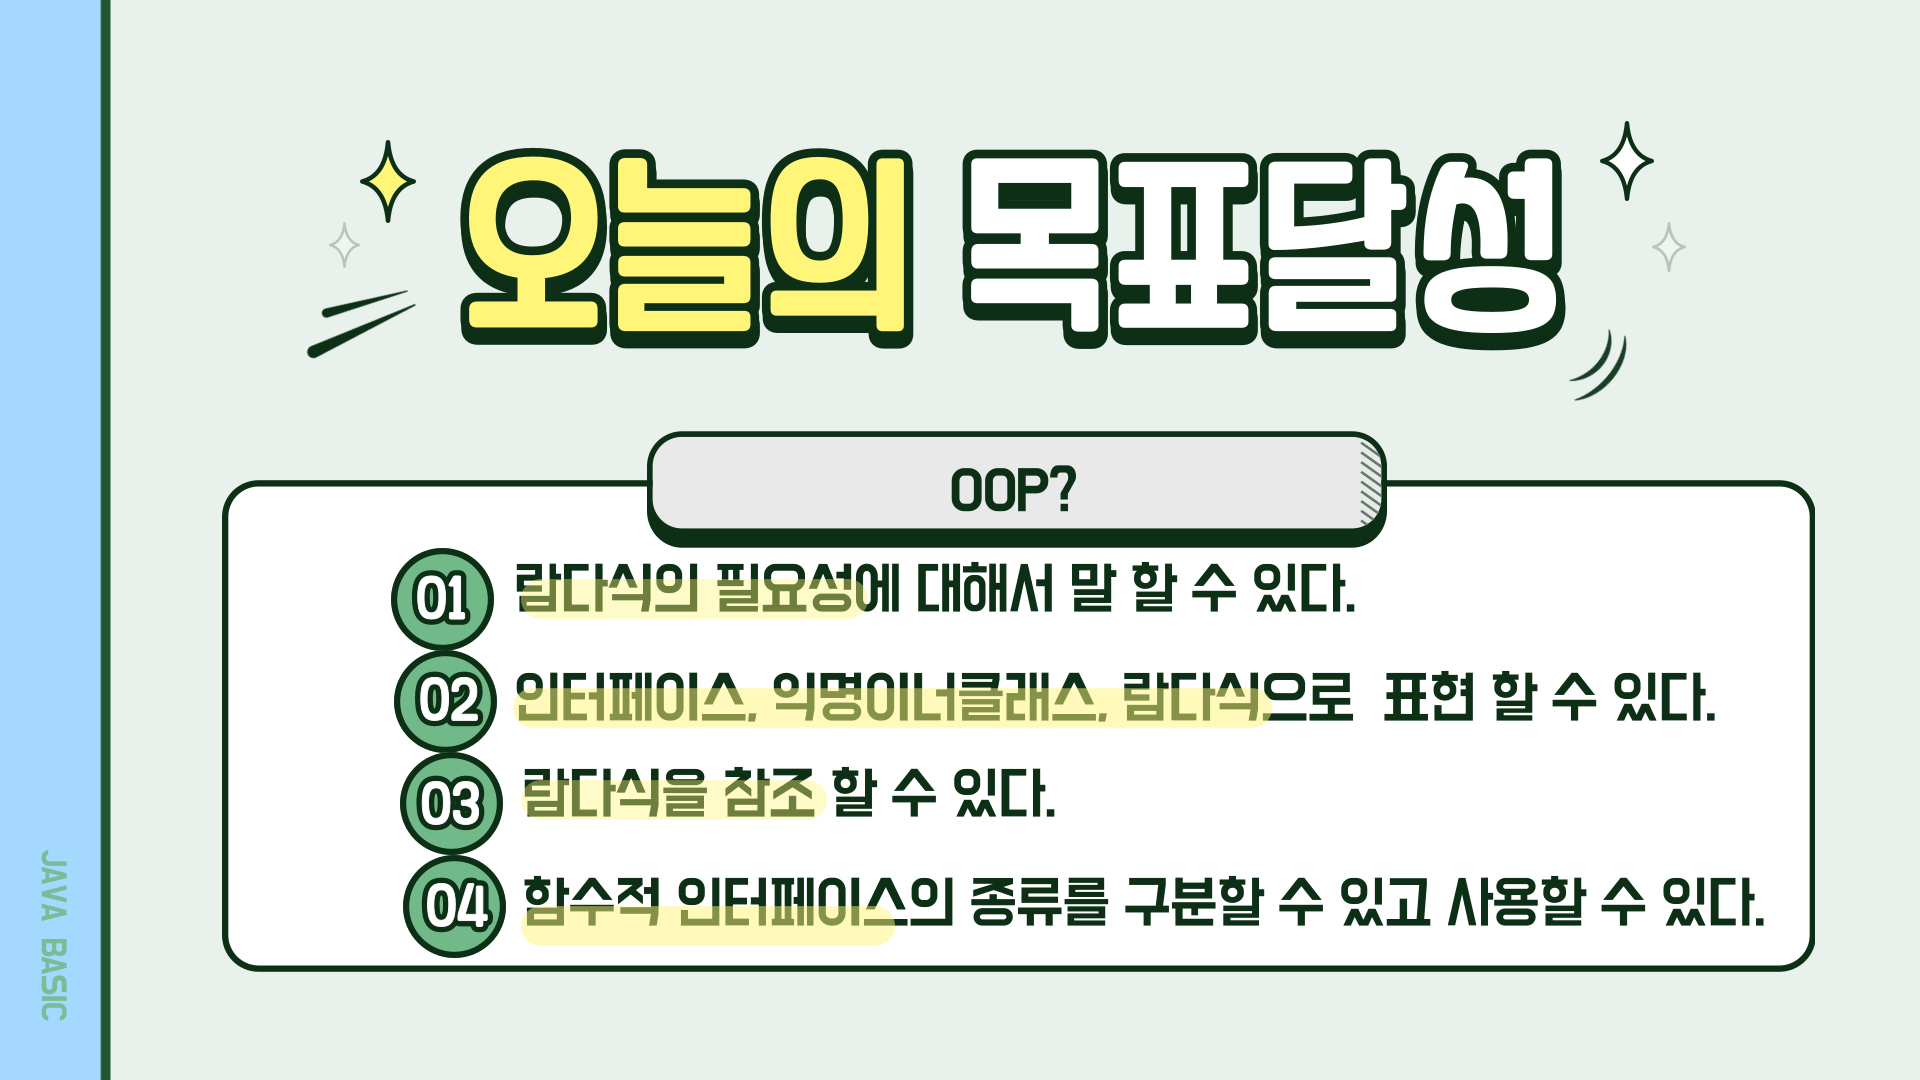 오늘의 목표달성
OOP?
01 람다식의 필요성에 대해서 말 할 수 있다.
02 인터페이스, 익명이너클래스, 람다식으로 표현 할 수 있다.
03 람다식을 참조 할 수 있다.
04 함수적 인터페이스의 종류를 구분할 수 있고 사용할 수 있다.
JAVA BASIC